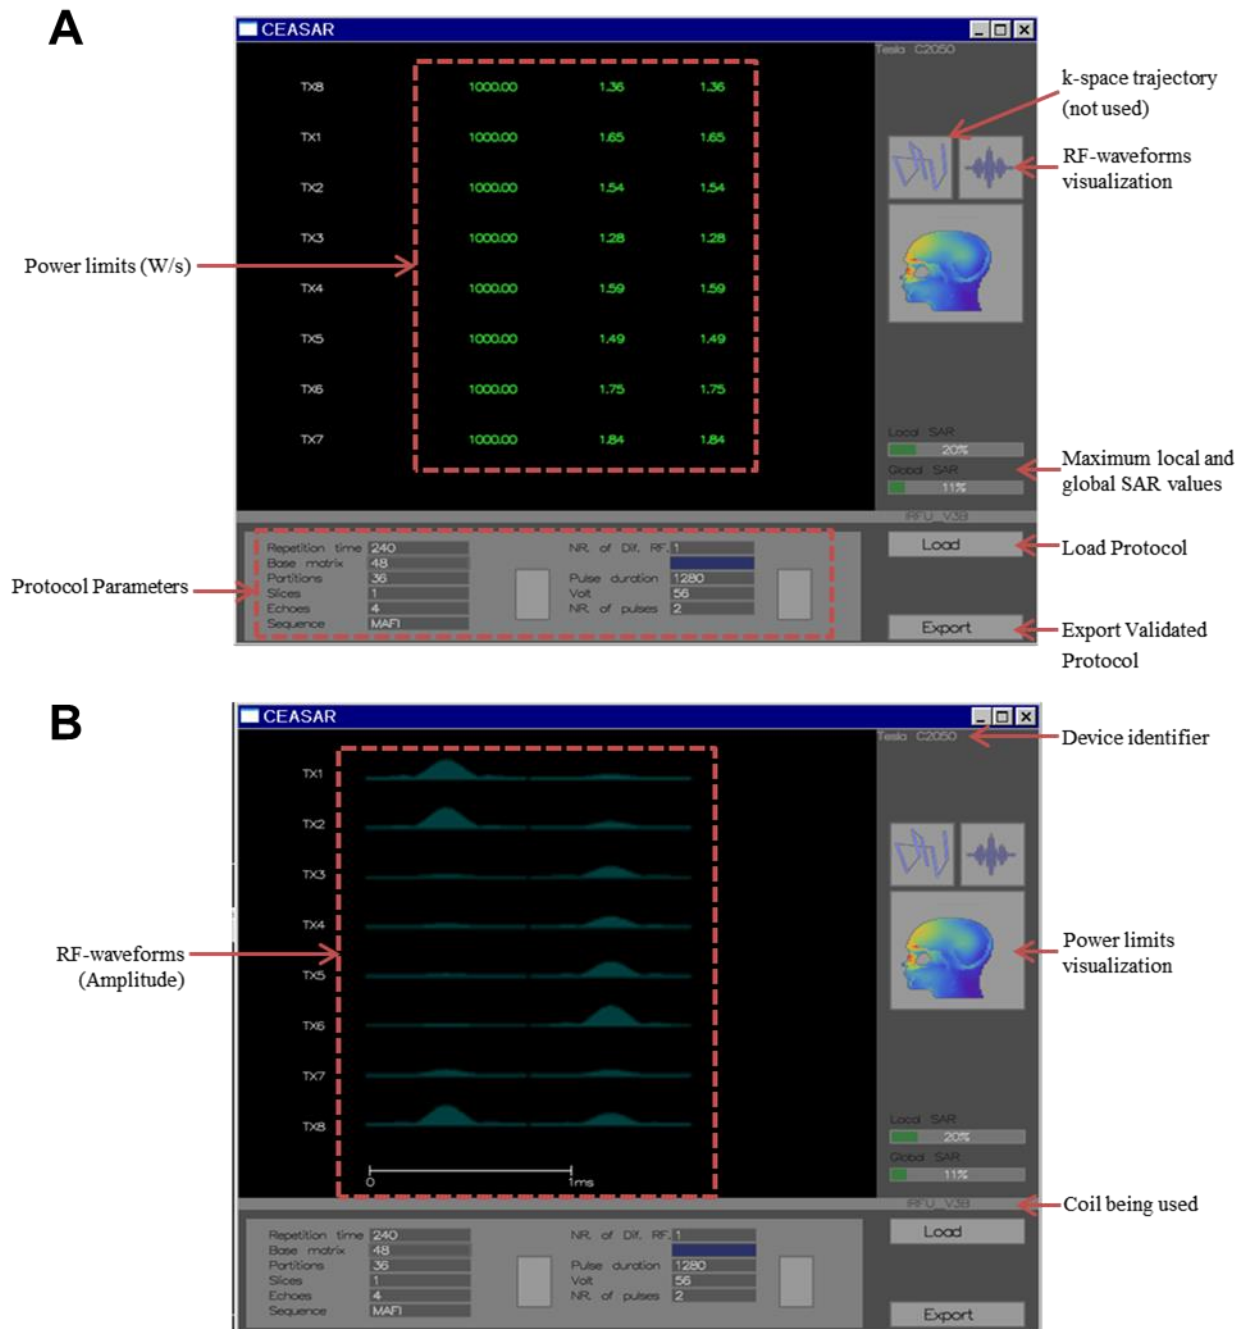 A
CEASAR
Tesla C2050
TX8 1000.00 1.36 1.36
TX1 1000.00 1.65 1.65
TX2 1000.00 1.54 1.54
TX3 1000.00 1.28 1.28
TX4 1000.00 1.59 1.59
TX5 1000.00 1.49 1.49
TX6 1000.00 1.75 1.75
TX7 1000.00 1.84 1.84
Power limits (W/s)
k-space trajectory
(not used)
RF-waveforms
visualization
Local SAR
20%
Global SAR
11%
Maximum local and
global SAR values
IRFU_V3B
Protocol Parameters
Repetition time 240 NR. of Dif. RF. 1
Base matrix 48
Partitions 36 Pulse duration 1280
Slices 1 Volt 56
Echoes 4 NR. of pulses 2
Sequence MAFI
Load
Load Protocol
Export
Export Validated
Protocol
B
CEASAR
Tesla C2050
Device identifier
TX1
TX2
TX3
TX4
TX5
TX6
TX7
TX8
0 1ms
RF-waveforms
(Amplitude)
Power limits
visualization
Local SAR
20%
Global SAR
11%
IRFU_V3B
Coil being used
Repetition time 240 NR. of Dif. RF. 1
Base matrix 48
Partitions 36 Pulse duration 1280
Slices 1 Volt 56
Echoes 4 NR. of pulses 2
Sequence MAFI
Load
Export